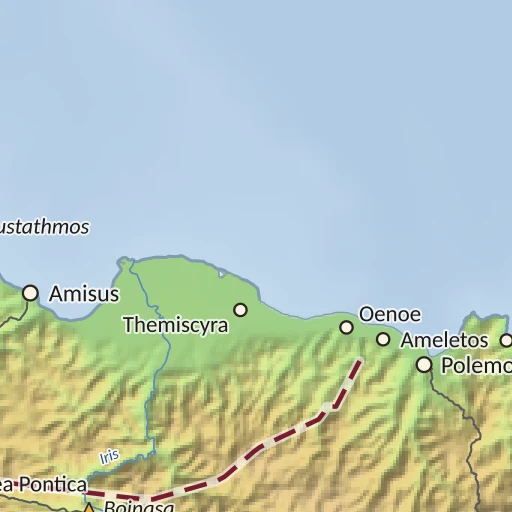 ustathmos
Amisus
Themiscyra
Oenoe
Ameletos
Polemo
Iris
ea Pontica
Boinasa